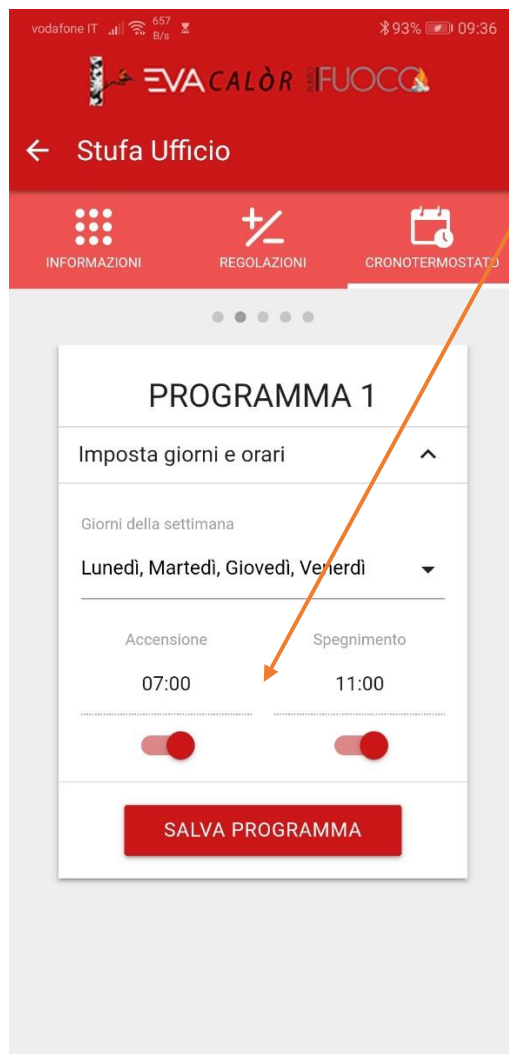 vodafone IT 657 B/s 93% 09:36
EVA CALÒR PUNTO FUOCO
Stufa Ufficio
INFORMAZIONI REGOLAZIONI CRONOTERMOSTATO
PROGRAMMA 1
Imposta giorni e orari
Giorni della settimana
Lunedì, Martedì, Giovedì, Venerdì
Accensione Spegnimento
07:00 11:00
SALVA PROGRAMMA